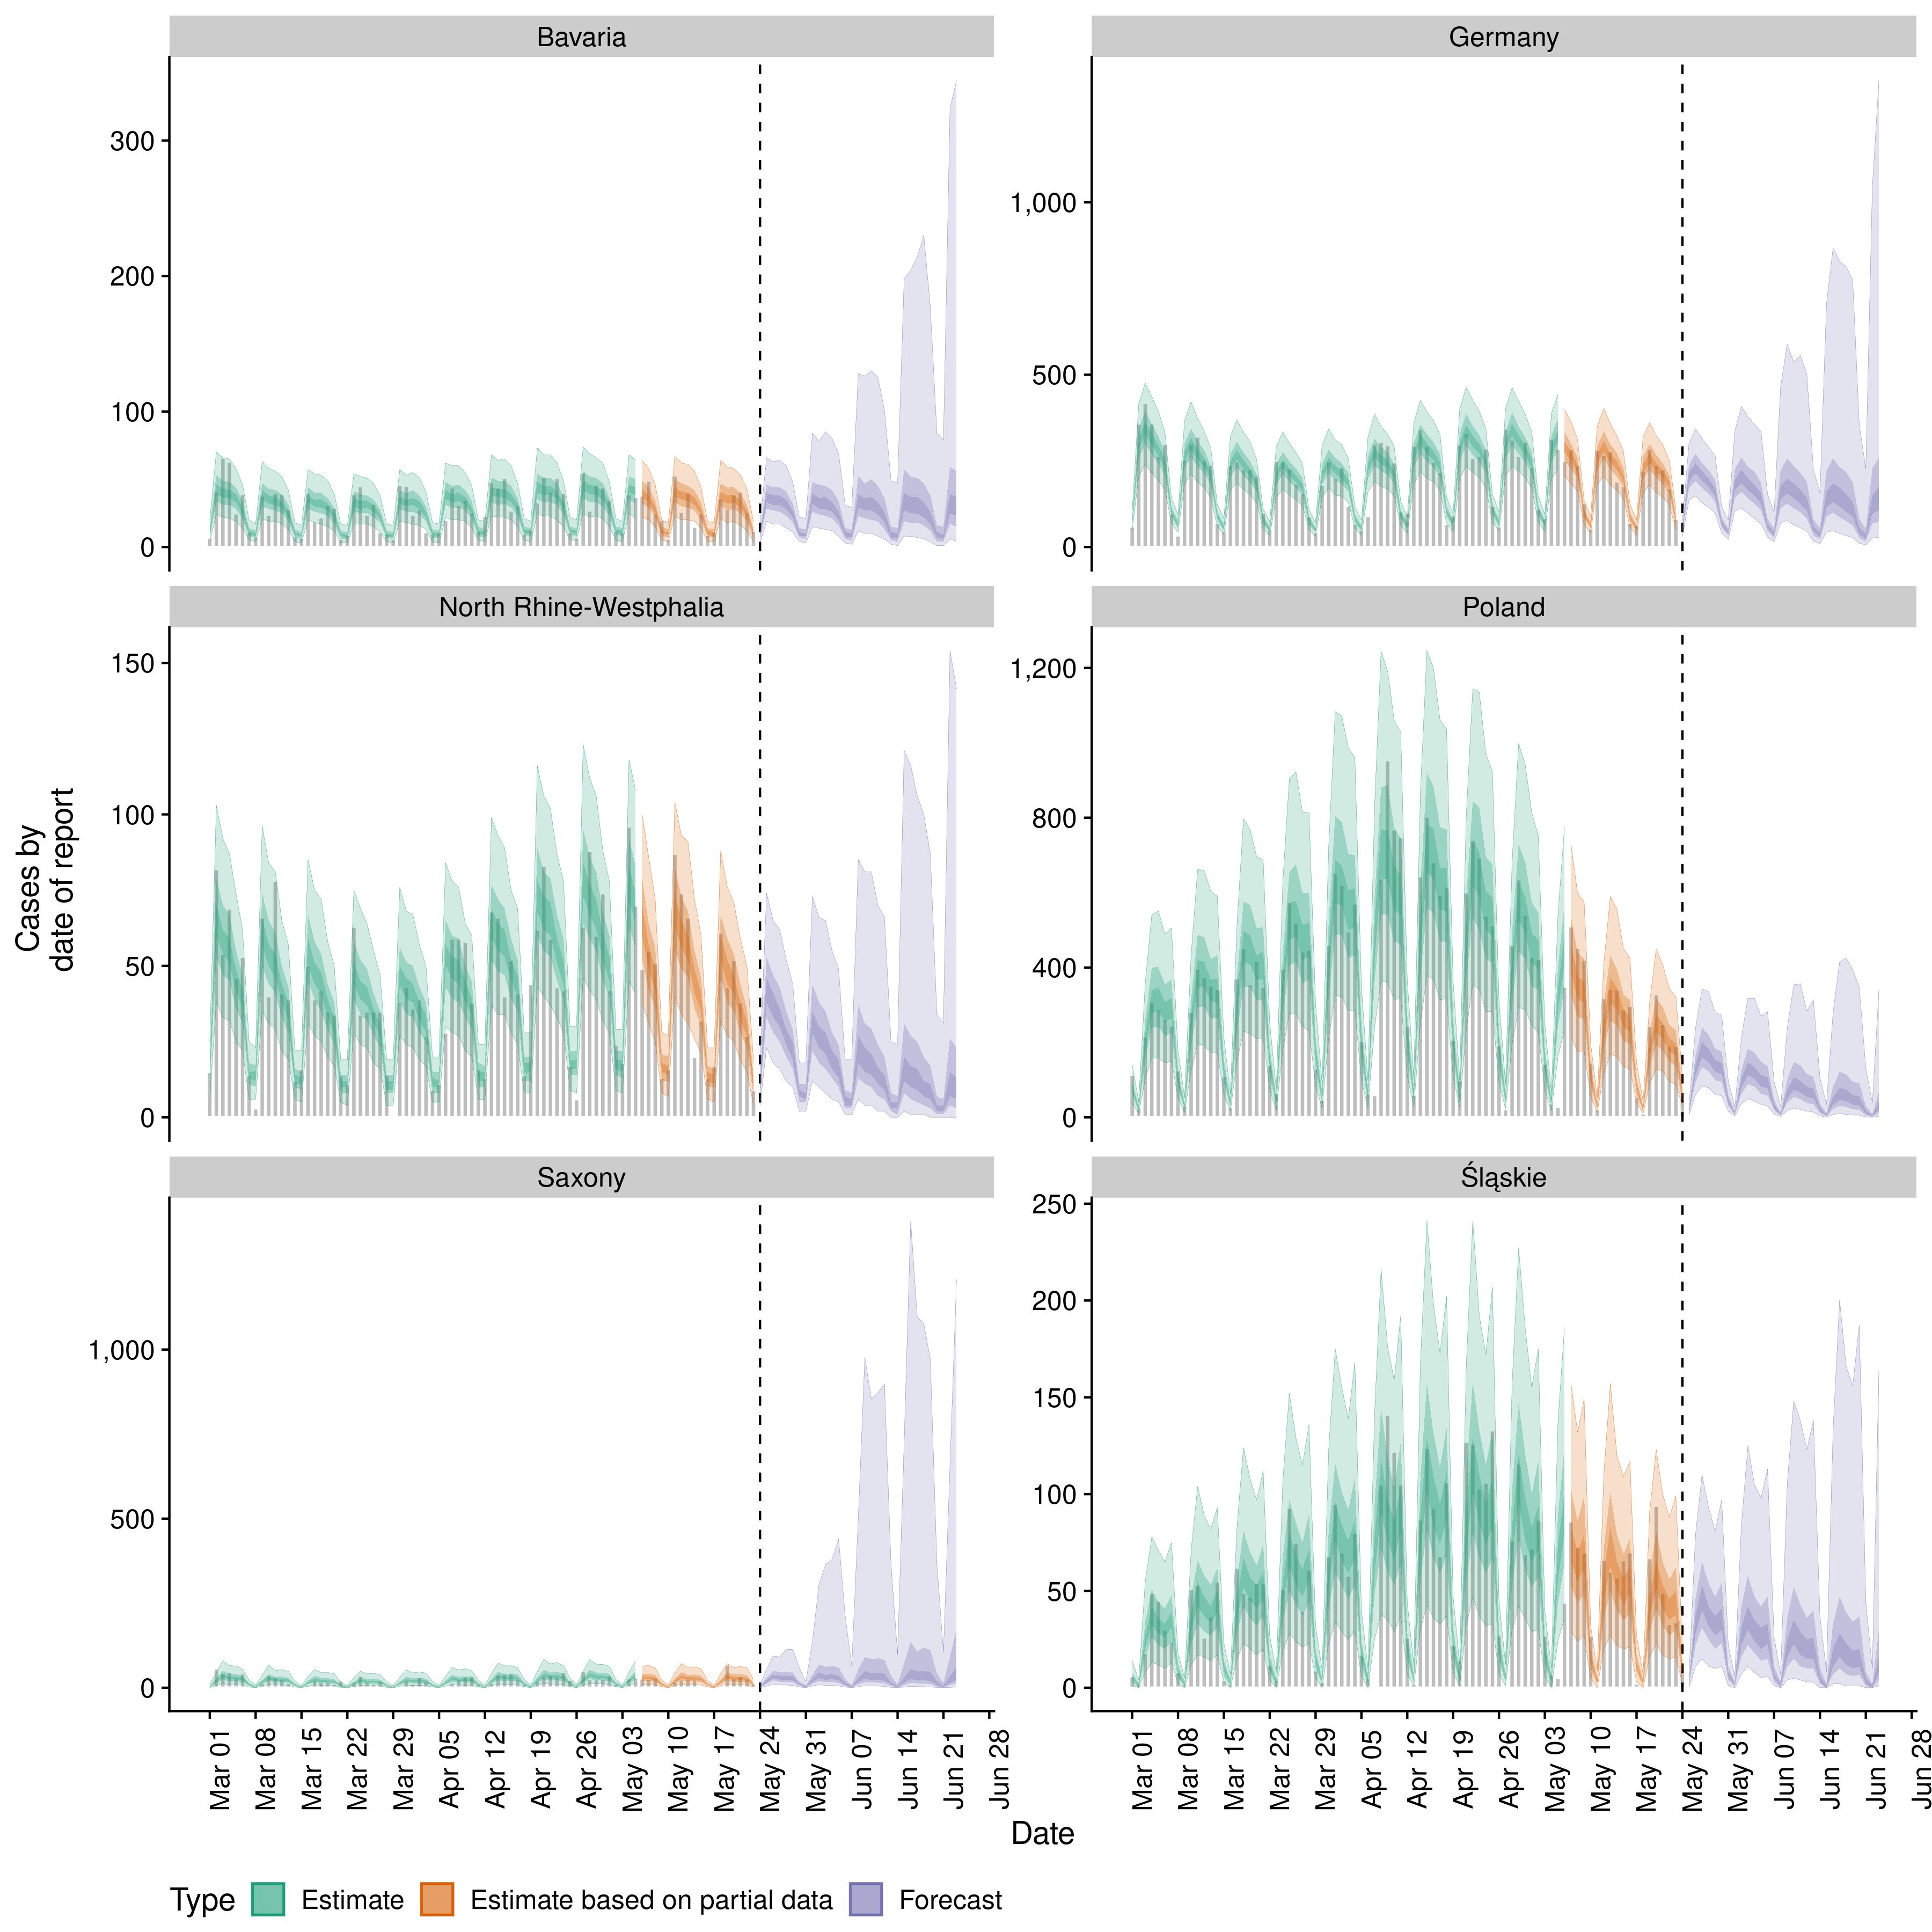 Bavaria
Germany
300
200
100
0
1,000
500
0
North Rhine-Westphalia
Poland
150
100
50
0
1,200
800
400
0
Cases by
date of report
Saxony
Śląskie
1,000
500
0
250
200
150
100
50
0
Mar 01
Mar 08
Mar 15
Mar 22
Mar 29
Apr 05
Apr 12
Apr 19
Apr 26
May 03
May 10
May 17
May 24
May 31
Jun 07
Jun 14
Jun 21
Jun 28
Mar 01
Mar 08
Mar 15
Mar 22
Mar 29
Apr 05
Apr 12
Apr 19
Apr 26
May 03
May 10
May 17
May 24
May 31
Jun 07
Jun 14
Jun 21
Jun 28
Date
Type Estimate Estimate based on partial data Forecast